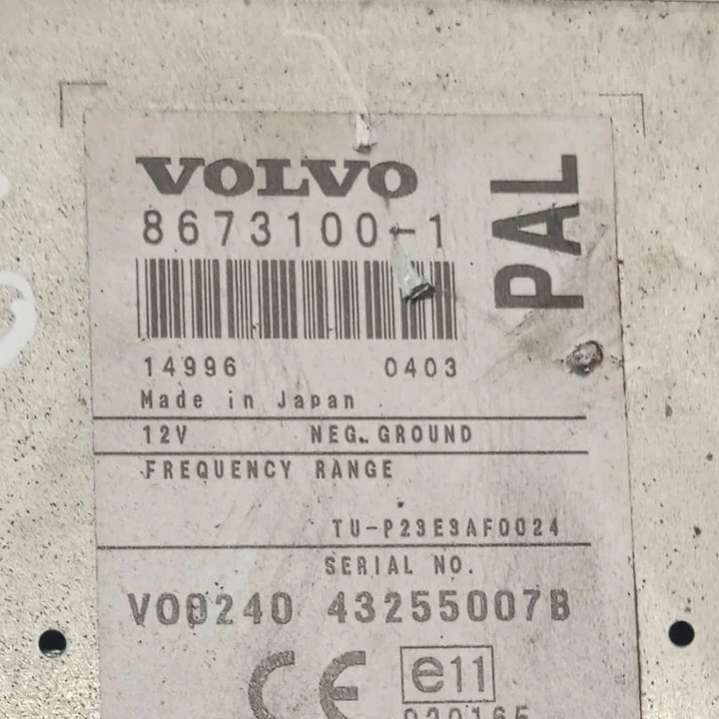 VOLVO
8673100-1
PAL
14996 0403
Made in Japan
12V NEG. GROUND
FREQUENCY RANGE
TU-P23E3AF0024
SERIAL NO.
V00240 43255007B
CE e11